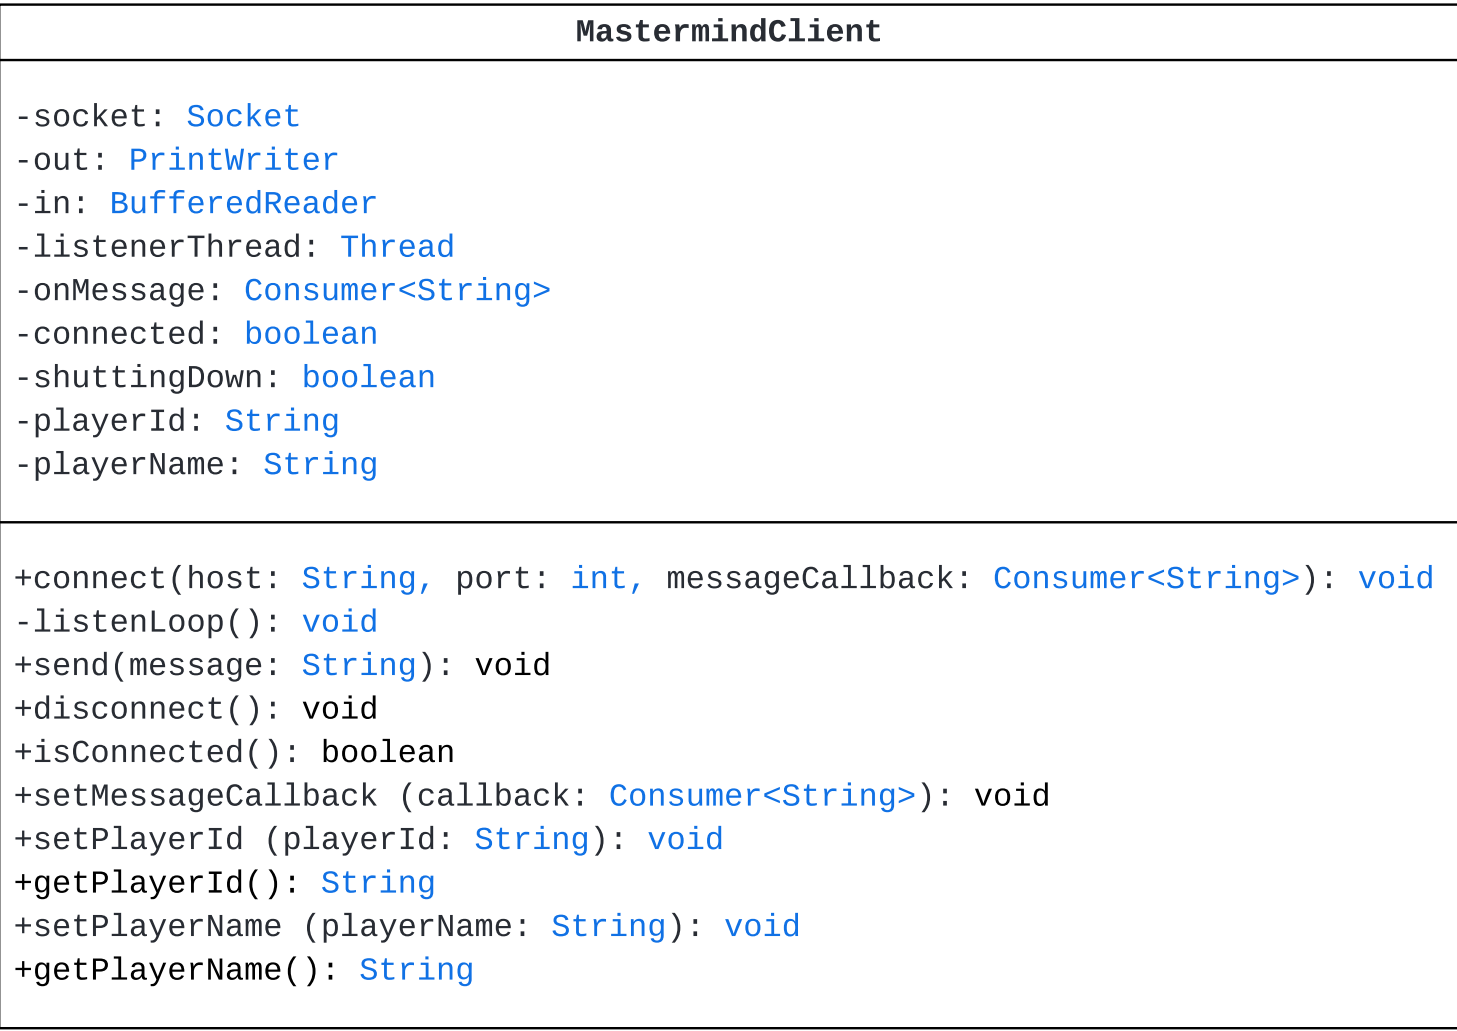 MastermindClient
-socket: Socket
-out: PrintWriter
-in: BufferedReader
-listenerThread: Thread
-onMessage: Consumer<String>
-connected: boolean
-shuttingDown: boolean
-playerId: String
-playerName: String
+connect(host: String, port: int, messageCallback: Consumer<String>): void
-listenLoop(): void
+send(message: String): void
+disconnect(): void
+isConnected(): boolean
+setMessageCallback (callback: Consumer<String>): void
+setPlayerId (playerId: String): void
+getPlayerId(): String
+setPlayerName (playerName: String): void
+getPlayerName(): String